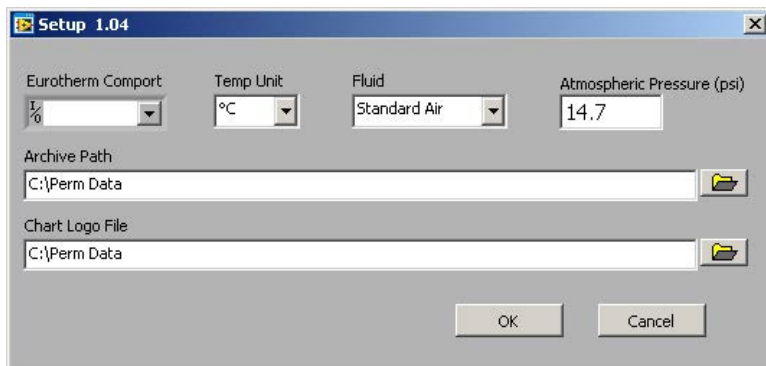 Setup 1.04
Eurotherm Comport Temp Unit Fluid Atmospheric Pressure (psi)
I/0 °C Standard Air 14.7
Archive Path
C:\Perm Data
Chart Logo File
C:\Perm Data
OK Cancel